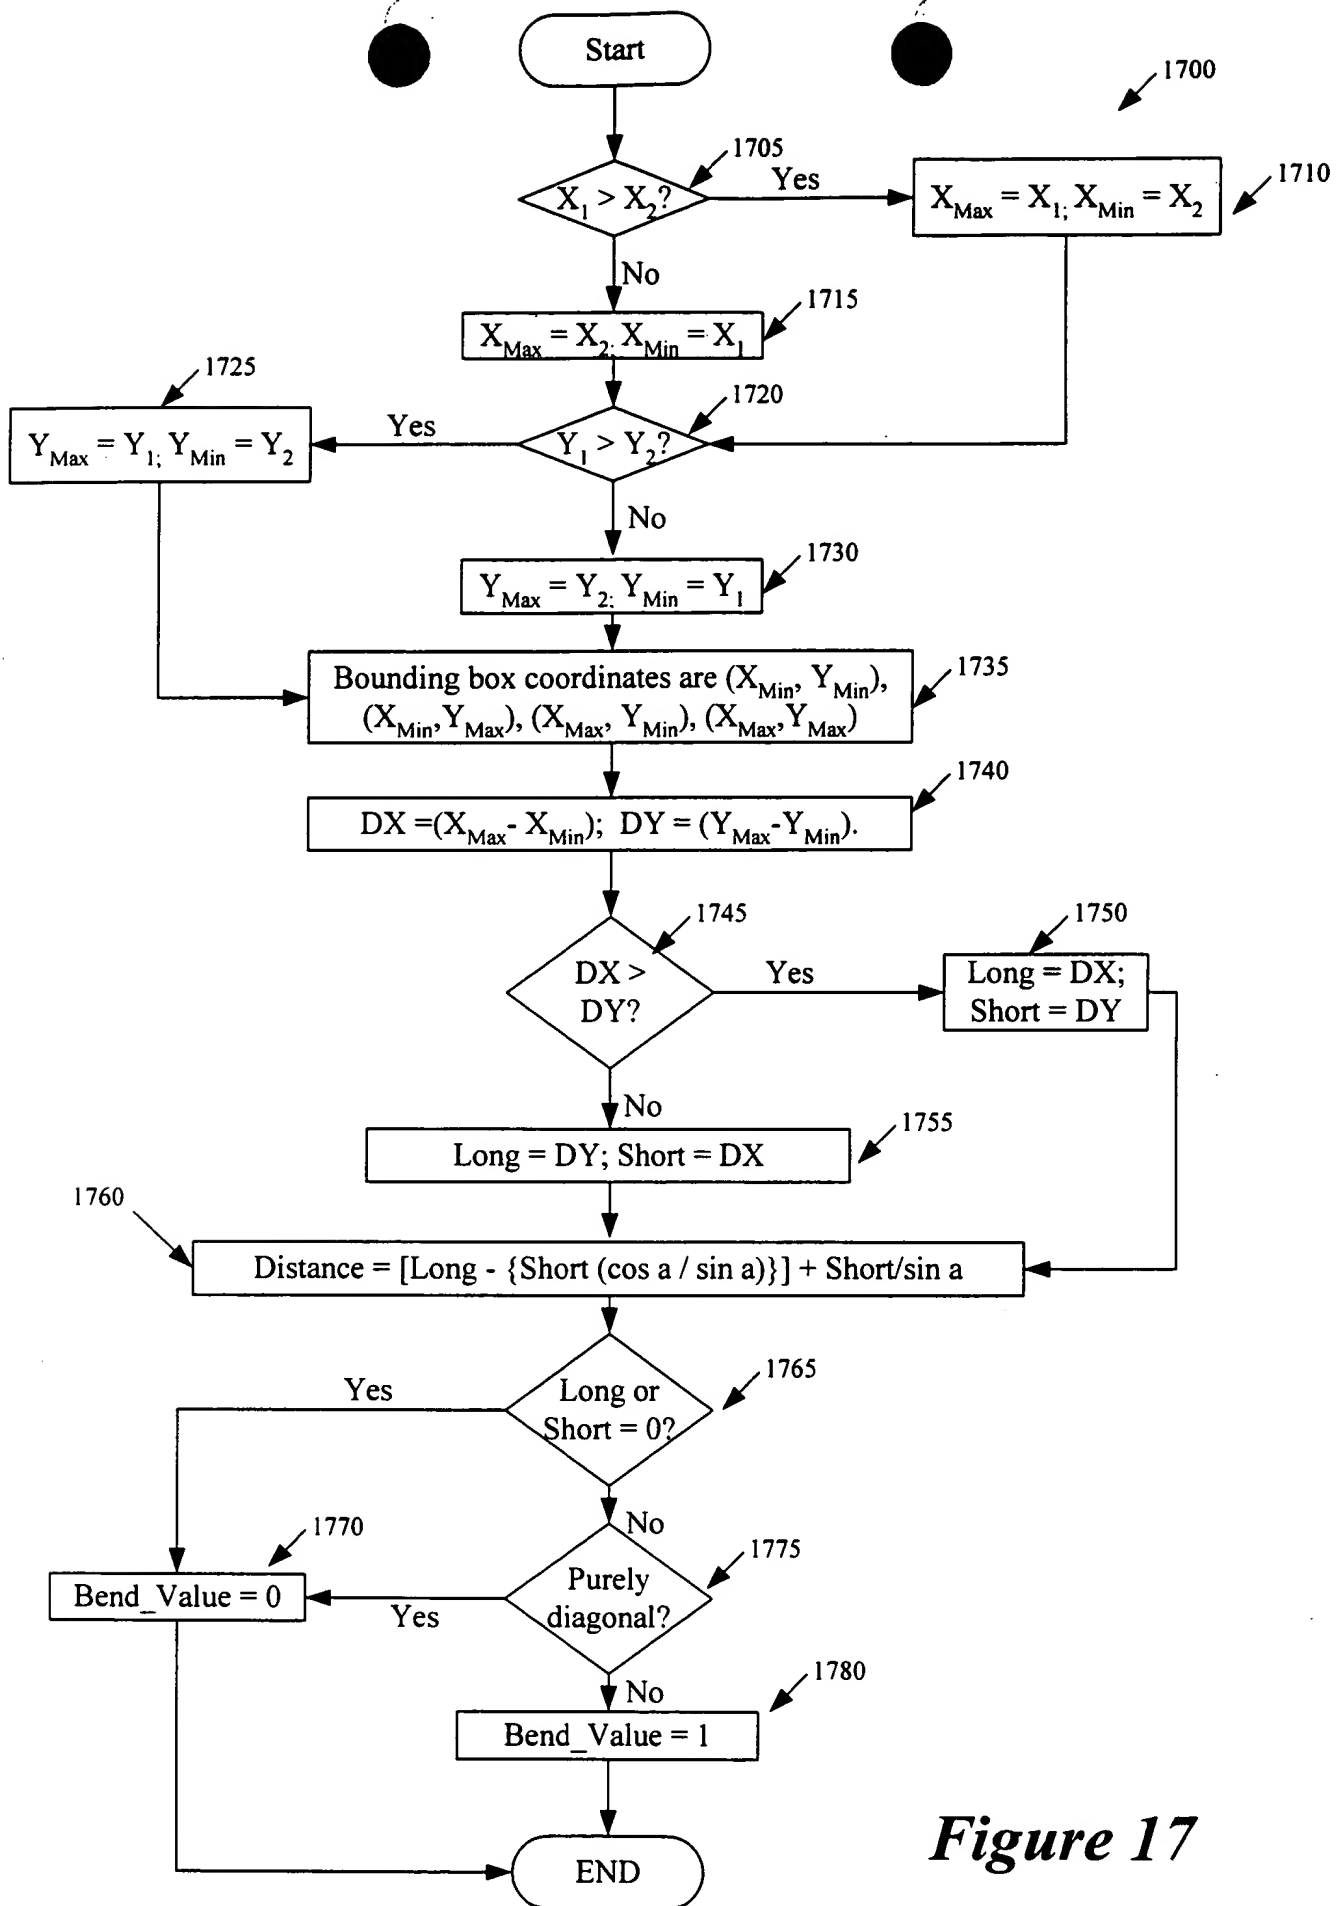 Start
1700
1705
X1 > X2?
Yes
XMax = X1; XMin = X2
1710
No
1715
XMax = X2; XMin = X1
1725
1720
YMax = Y1; YMin = Y2
Yes
Y1 > Y2?
No
1730
YMax = Y2; YMin = Y1
1735
Bounding box coordinates are (XMin, YMin),
(XMin,YMax), (XMax, YMin), (XMax,YMax)
1740
DX =(XMax- XMin); DY = (YMax-YMin).
1745
1750
DX >
DY?
Yes
Long = DX;
Short = DY
No
1755
Long = DY; Short = DX
1760
Distance = [Long - {Short (cos a / sin a)}] + Short/sin a
1765
Yes
Long or
Short = 0?
1770
No
1775
Bend_Value = 0
Yes
Purely
diagonal?
1780
No
Bend_Value = 1
END
Figure 17